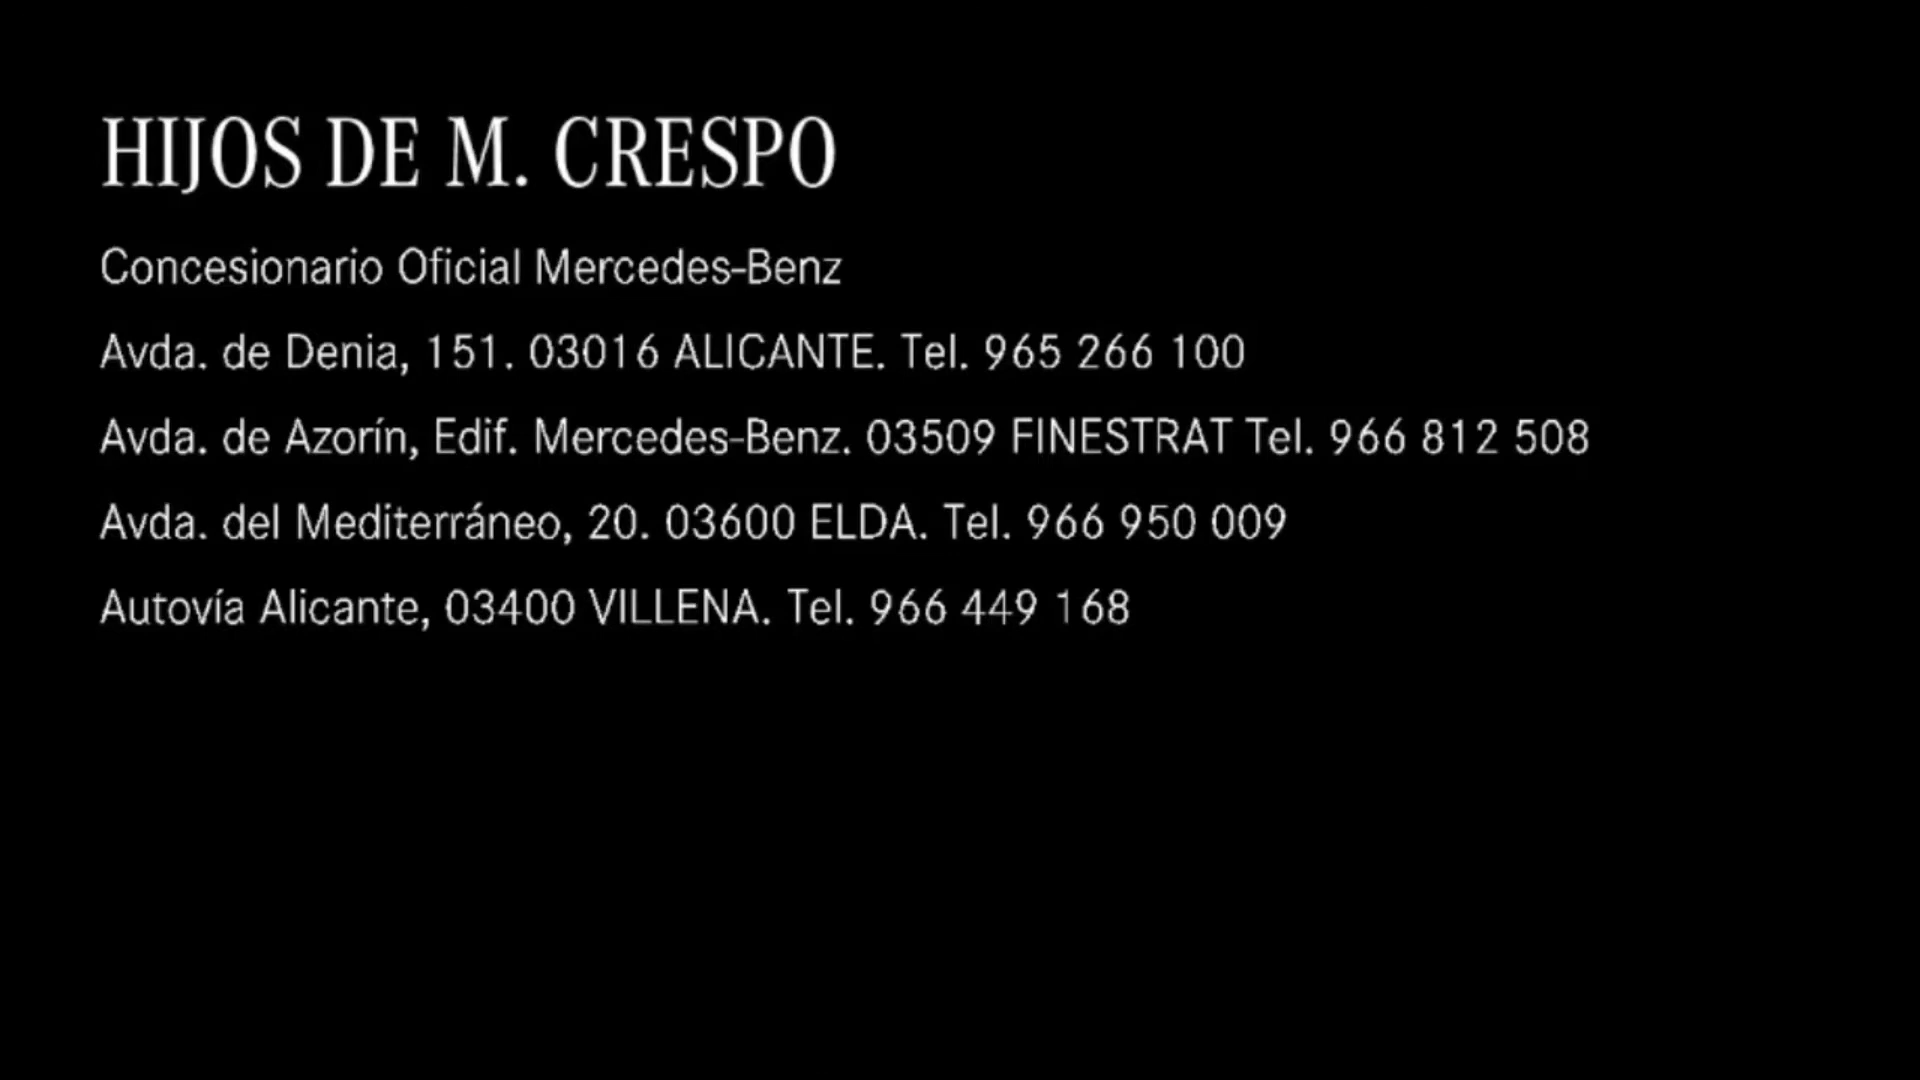 HIJOS DE M. CRESPO
Concesionario Oficial Mercedes-Benz
Avda. de Denia, 151. 03016 ALICANTE. Tel. 965 266 100
Avda. de Azorín, Edif. Mercedes-Benz. 03509 FINESTRAT Tel. 966 812 508
Avda. del Mediterráneo, 20. 03600 ELDA. Tel. 966 950 009
Autovía Alicante, 03400 VILLENA. Tel. 966 449 168